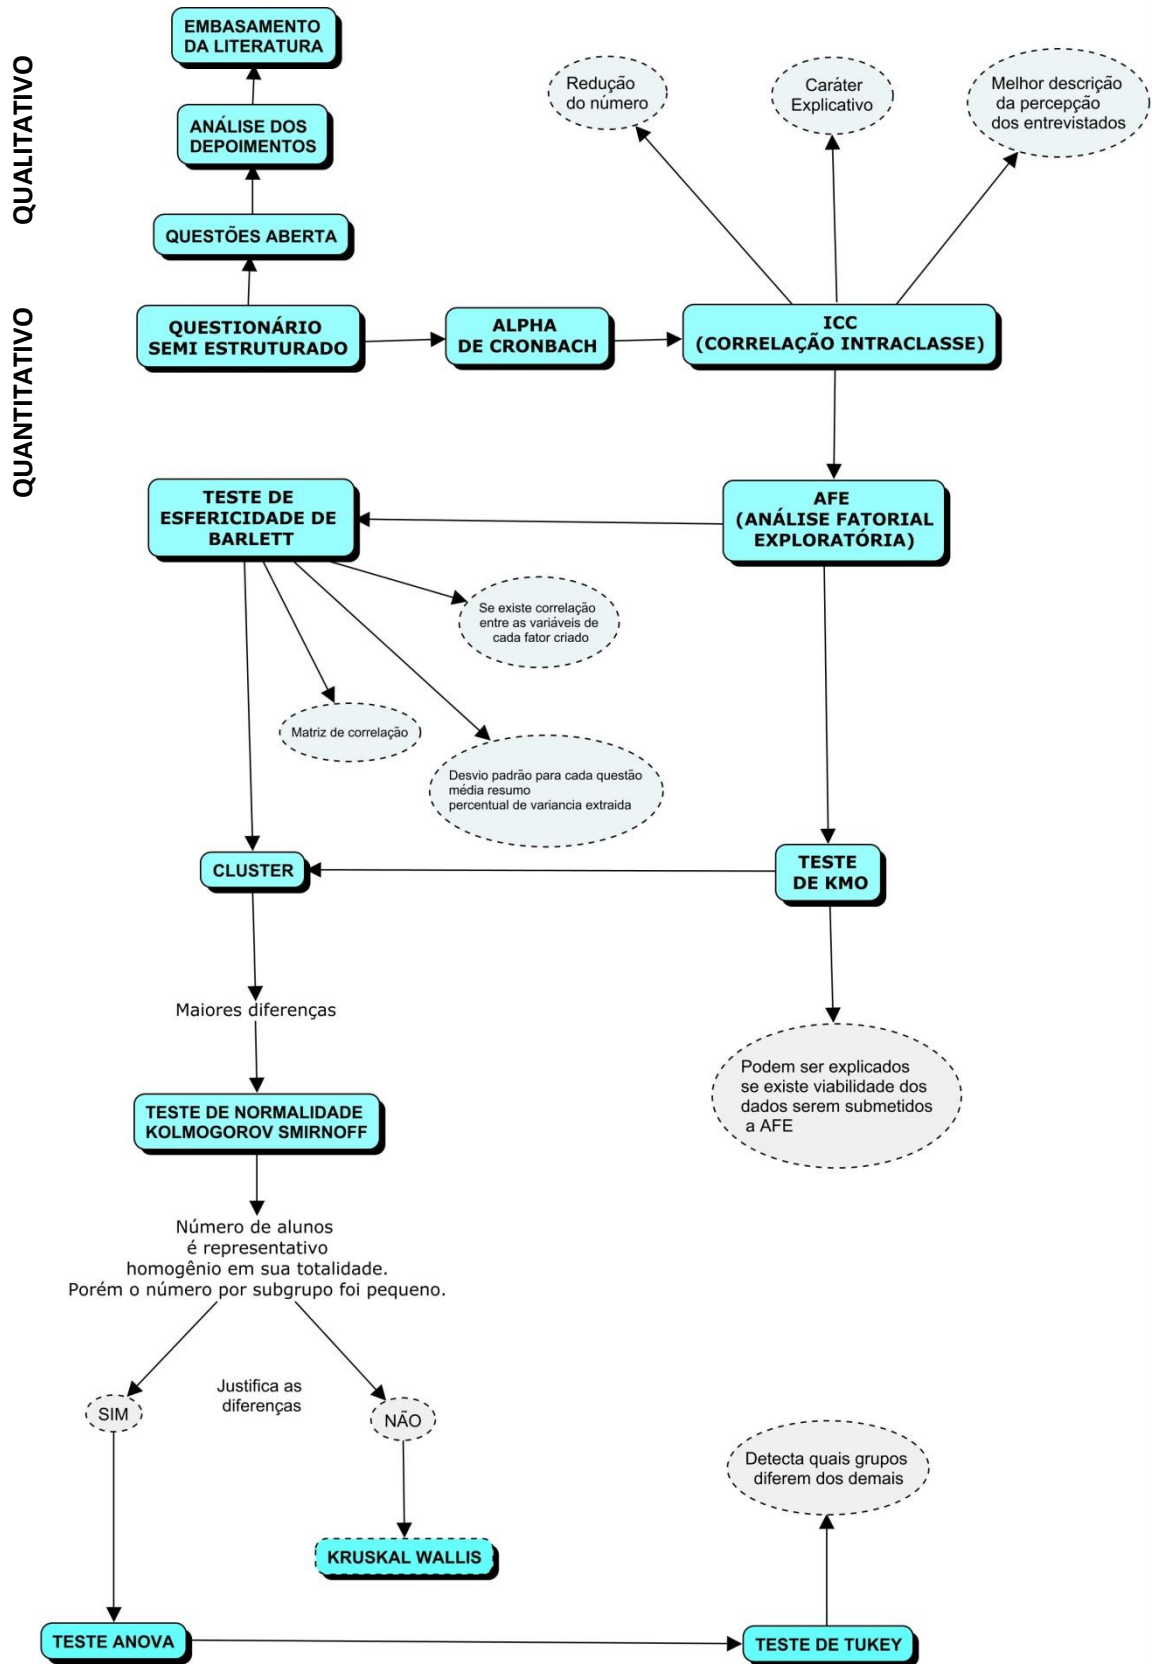 QUALITATIVO
EMBASAMENTO
DA LITERATURA
ANÁLISE DOS
DEPOIMENTOS
QUESTÕES ABERTA
Redução
do número
Caráter
Explicativo
Melhor descrição
da percepção
dos entrevistados
QUANTITATIVO
QUESTIONÁRIO
SEMI ESTRUTURADO
ALPHA
DE CRONBACH
ICC
(CORRELAÇÃO INTRACLASSE)
TESTE DE
ESFERICIDADE DE
BARLETT
AFE
(ANÁLISE FATORIAL
EXPLORATÓRIA)
Se existe correlação
entre as variáveis de
cada fator criado
Matriz de correlação
Desvio padrão para cada questão
média resumo
percentual de variancia extraida
CLUSTER
TESTE
DE KMO
Maiores diferenças
Podem ser explicados
se existe viabilidade dos
dados serem submetidos
a AFE
TESTE DE NORMALIDADE
KOLMOGOROV SMIRNOFF
Número de alunos
é representativo
homogênio em sua totalidade.
Porém o número por subgrupo foi pequeno.
SIM
Justifica as
diferenças
NÃO
KRUSKAL WALLIS
Detecta quais grupos
diferem dos demais
TESTE ANOVA
TESTE DE TUKEY